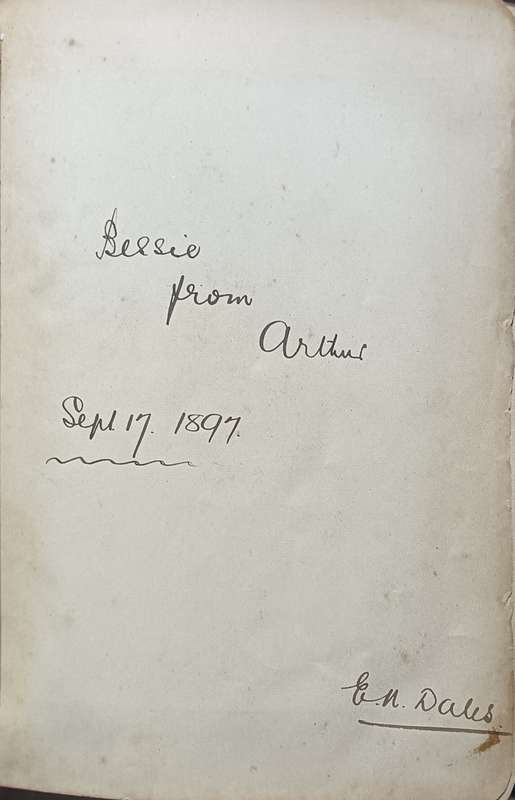 Bessie
from
Arthur
Sept 17. 1897.
E. N. Dales.